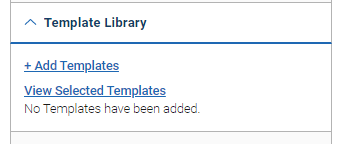 Template Library
+ Add Templates
View Selected Templates
No Templates have been added.